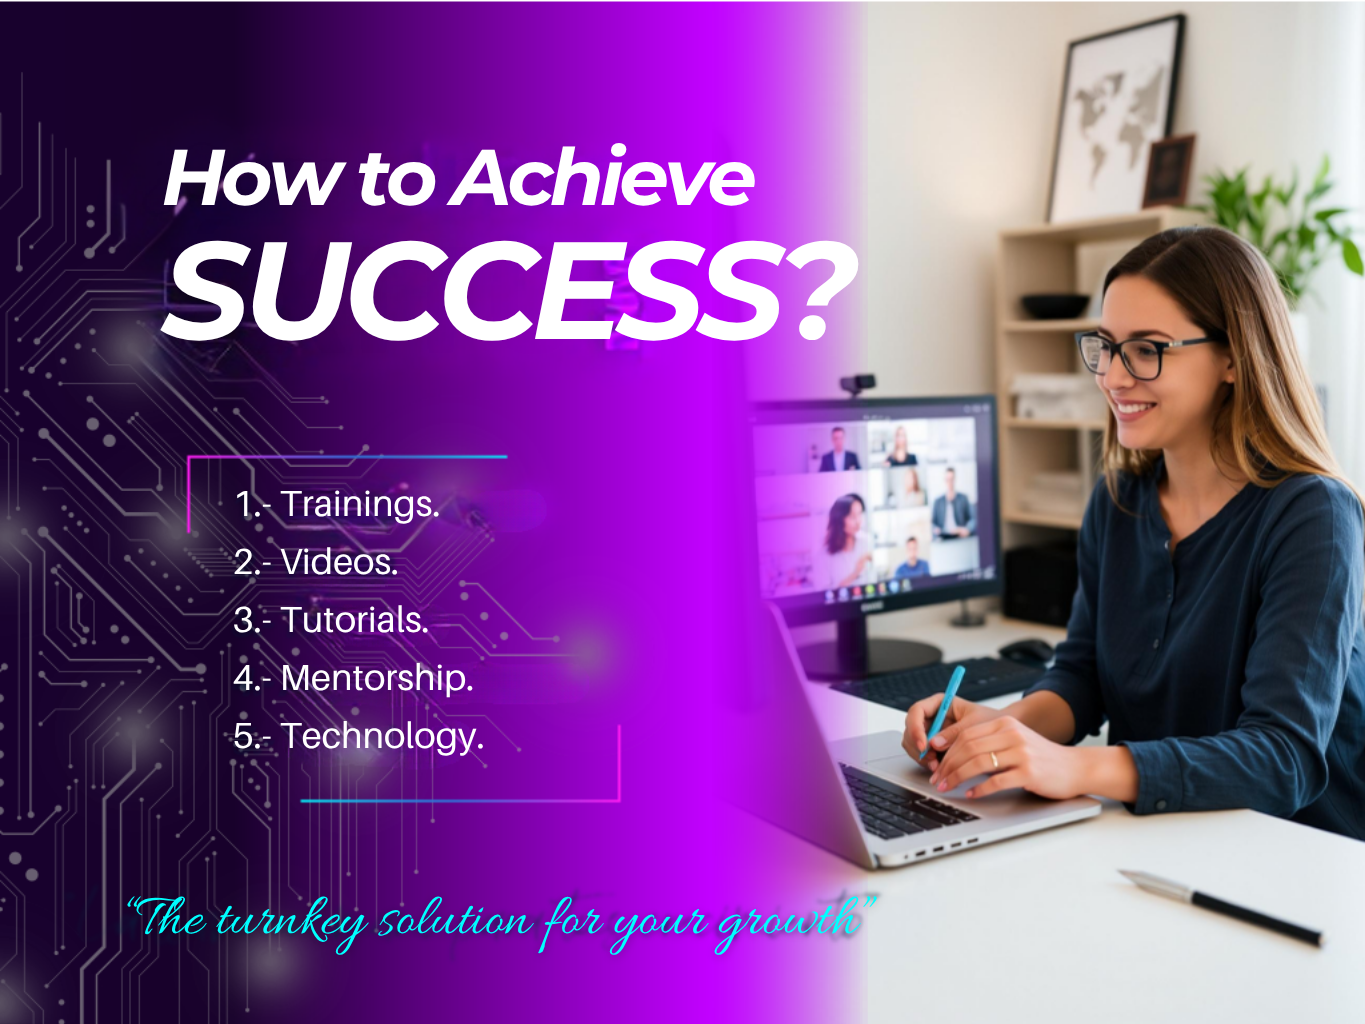 How to Achieve
SUCCESS?
1.- Trainings.
2.- Videos.
3.- Tutorials.
4.- Mentorship.
5.- Technology.
“The turnkey solution for your growth”